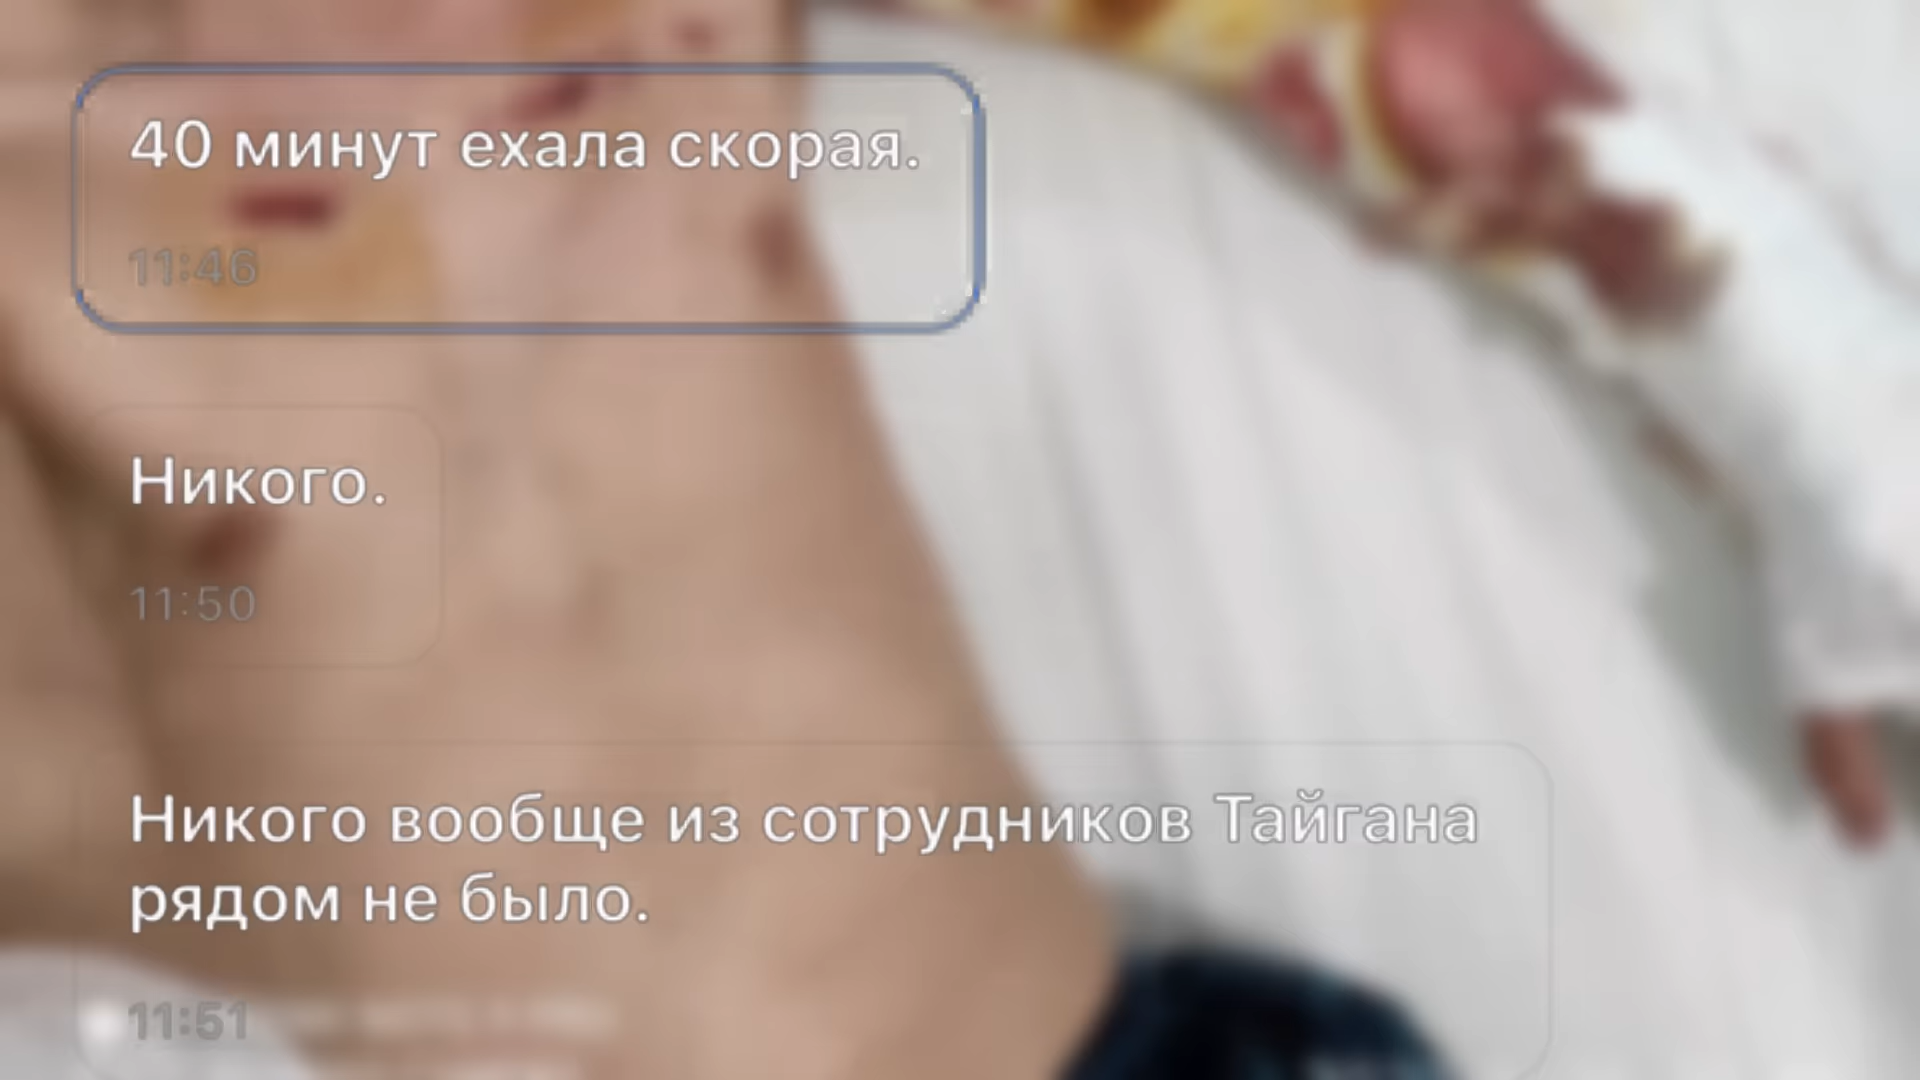 40 минут ехала скорая.
11:46
Никого.
11:50
Никого вообще из сотрудников Тайгана
рядом не было.
11:51